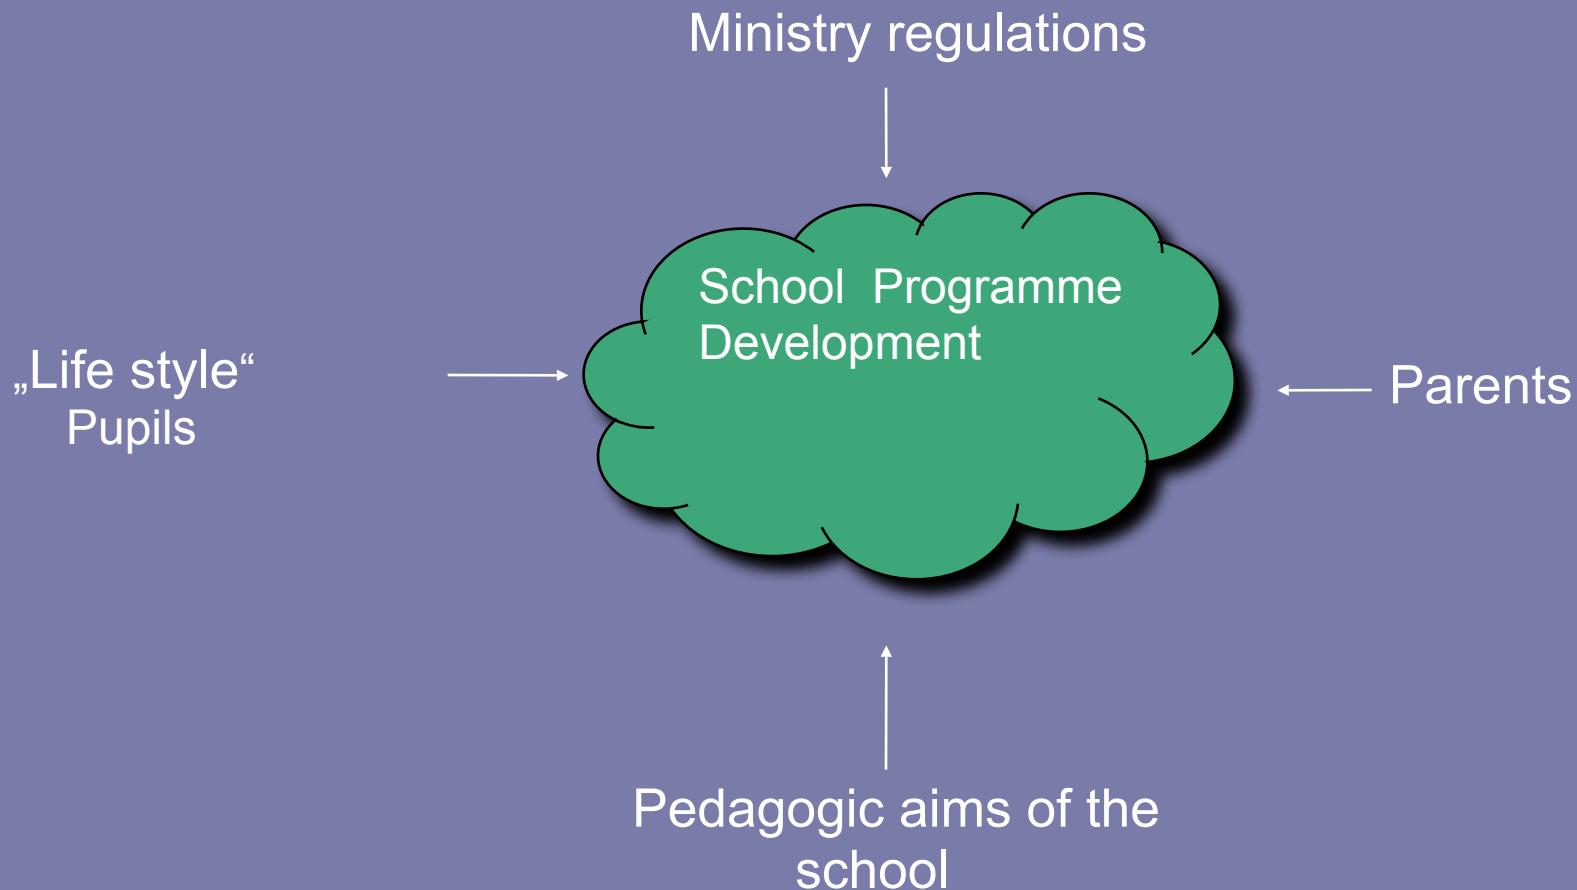 Ministry regulations
School  Programme
Development
„Life style“
Pupils
Parents
Pedagogic aims of the
school